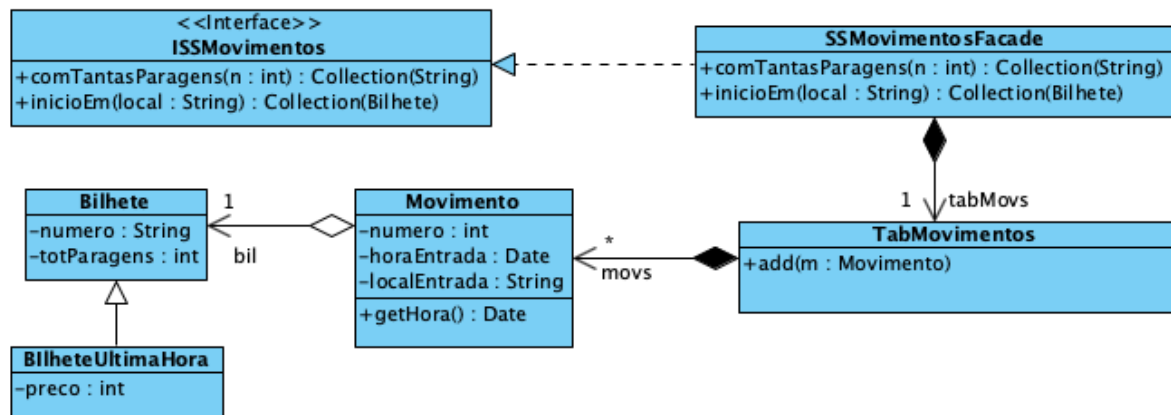 <<Interface>>
ISSMovimentos
+comTantasParagens(n : int) : Collection(String)
+inicioEm(local : String) : Collection(Bilhete)
SSMovimentosFacade
+comTantasParagens(n : int) : Collection(String)
+inicioEm(local : String) : Collection(Bilhete)
Bilhete
-numero : String
-totParagens : int
1
bil
Movimento
-numero : int
-horaEntrada : Date
-localEntrada : String
+getHora() : Date
*
movs
1
tabMovs
TabMovimentos
+add(m : Movimento)
BIlheteUltimaHora
-preco : int